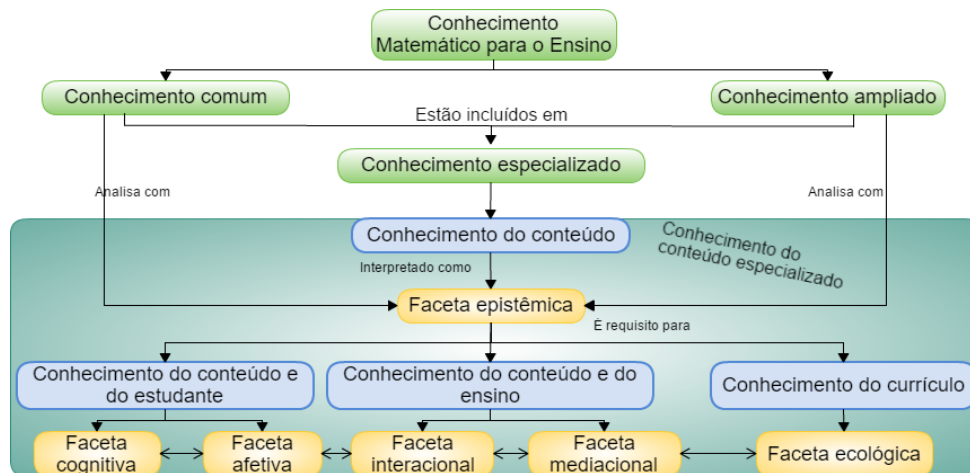 Conhecimento
Matemático para o Ensino
Conhecimento comum
Conhecimento ampliado
Estão incluídos em
Conhecimento especializado
Analisa com
Analisa com
Conhecimento do conteúdo
Conhecimento do
conteúdo especializado
Interpretado como
Faceta epistêmica
È requisito para
Conhecimento do conteúdo e
do estudante
Conhecimento do conteúdo e do
ensino
Conhecimento do currículo
Faceta
cognitiva
Faceta
afetiva
Faceta
interacional
Faceta
mediacional
Faceta ecológica